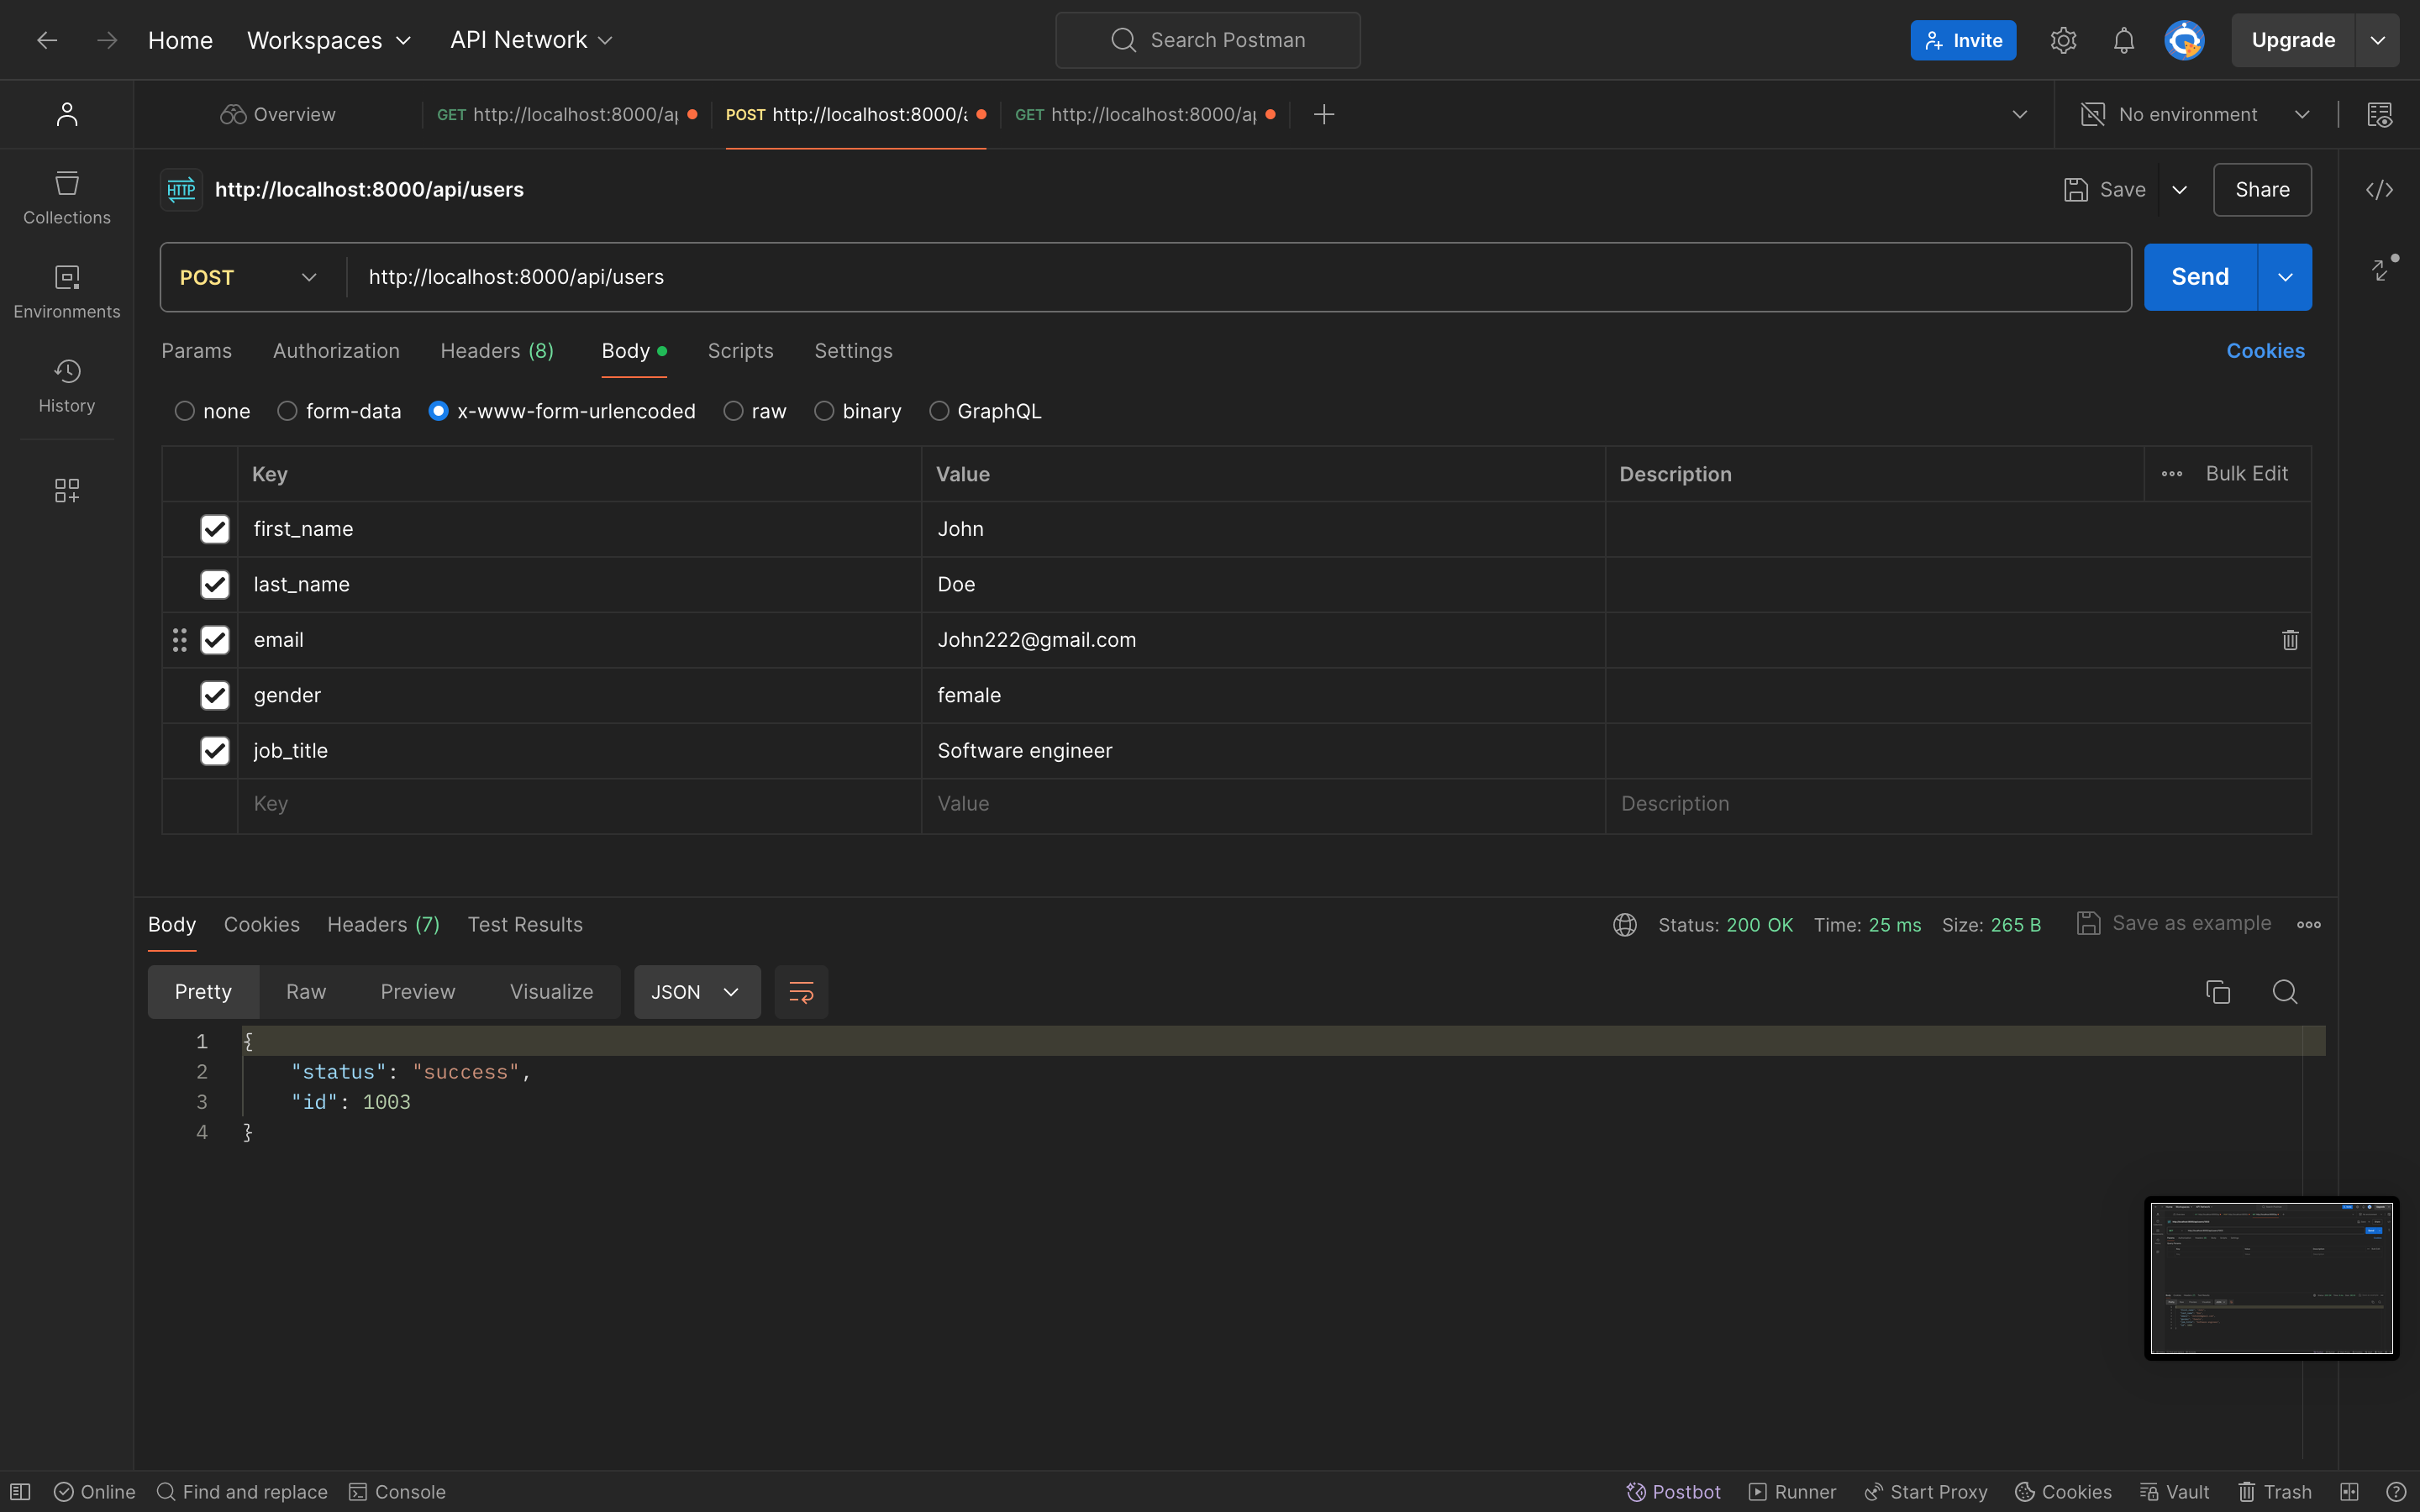 Home Workspaces API Network Search Postman Invite Upgrade
Overview GET http://localhost:8000/ap POST http://localhost:8000/a GET http://localhost:8000/ap No environment
HTTP http://localhost:8000/api/users Save Share
Collections
Environments
History
POST http://localhost:8000/api/users Send
Params Authorization Headers (8) Body Scripts Settings Cookies
none form-data x-www-form-urlencoded raw binary GraphQL
Key Value Description Bulk Edit
first_name John
last_name Doe
email John222@gmail.com
gender female
job_title Software engineer
Key Value Description
Body Cookies Headers (7) Test Results Status: 200 OK Time: 25 ms Size: 265 B Save as example
Pretty Raw Preview Visualize JSON
1 {
2 "status": "success",
3 "id": 1003
4 }
Online Find and replace Console Postbot Runner Start Proxy Cookies Vault Trash